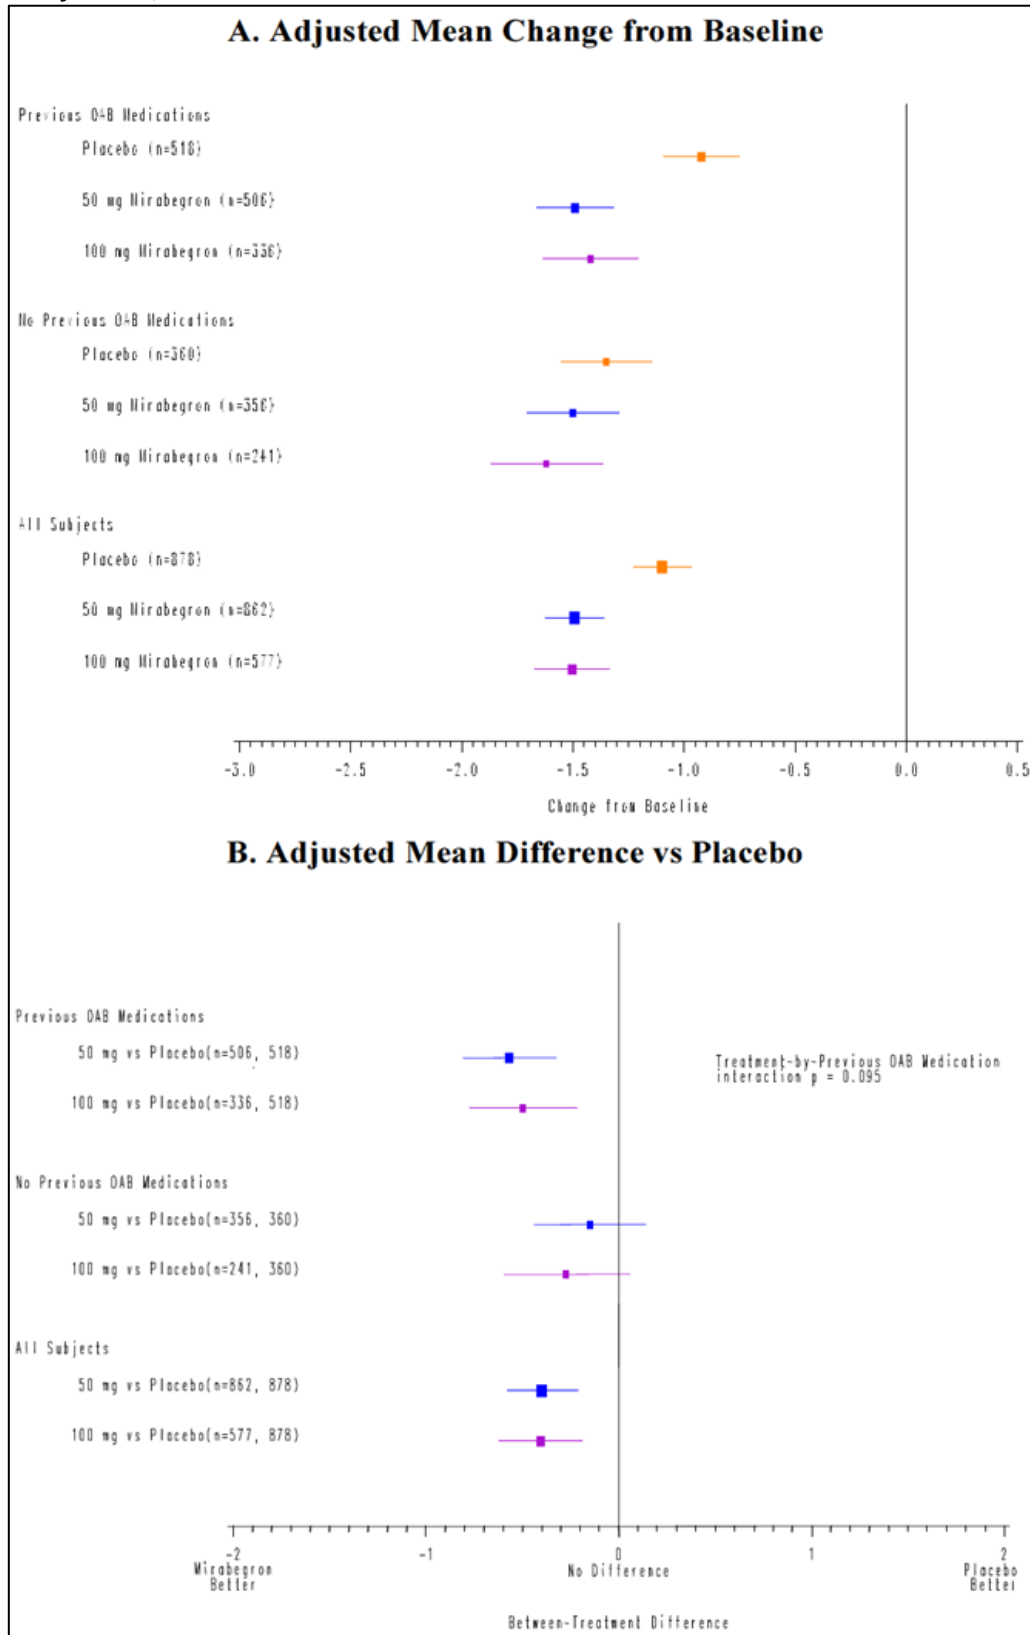 A. Adjusted Mean Change from Baseline
Previous OAB Medications
Placebo (n=518)
50 mg Mirabegron (n=506)
100 mg Mirabegron (n=336)
No Previous OAB Medications
Placebo (n=360)
50 mg Mirabegron (n=356)
100 mg Mirabegron (n=241)
All Subjects
Placebo (n=878)
50 mg Mirabegron (n=862)
100 mg Mirabegron (n=577)
-3.0 -2.5 -2.0 -1.5 -1.0 -0.5 0.0 0.5
Change from Baseline
B. Adjusted Mean Difference vs Placebo
Previous OAB Medications
50 mg vs Placebo(n=506, 518)
Treatment-by-Previous OAB Medication
interaction p = 0.095
100 mg vs Placebo(n=336, 518)
No Previous OAB Medications
50 mg vs Placebo(n=356, 360)
100 mg vs Placebo(n=241, 360)
All Subjects
50 mg vs Placebo(n=862, 878)
100 mg vs Placebo(n=577, 878)
-2 -1 0 1 2
Mirabegron No Difference Placebo
Better Better
Between-Treatment Difference